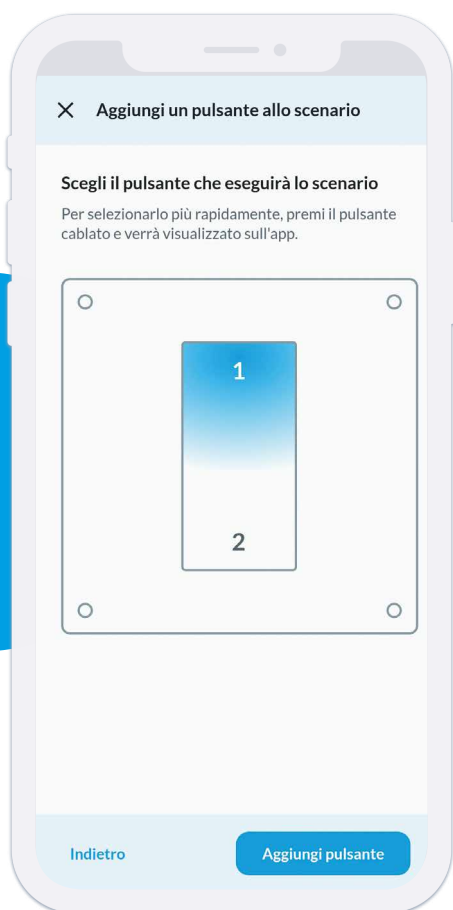 Aggiungi un pulsante allo scenario
Scegli il pulsante che eseguirà lo scenario
Per selezionarlo più rapidamente, premi il pulsante
cablato e verrà visualizzato sull'app.
1
2
Indietro
Aggiungi pulsante